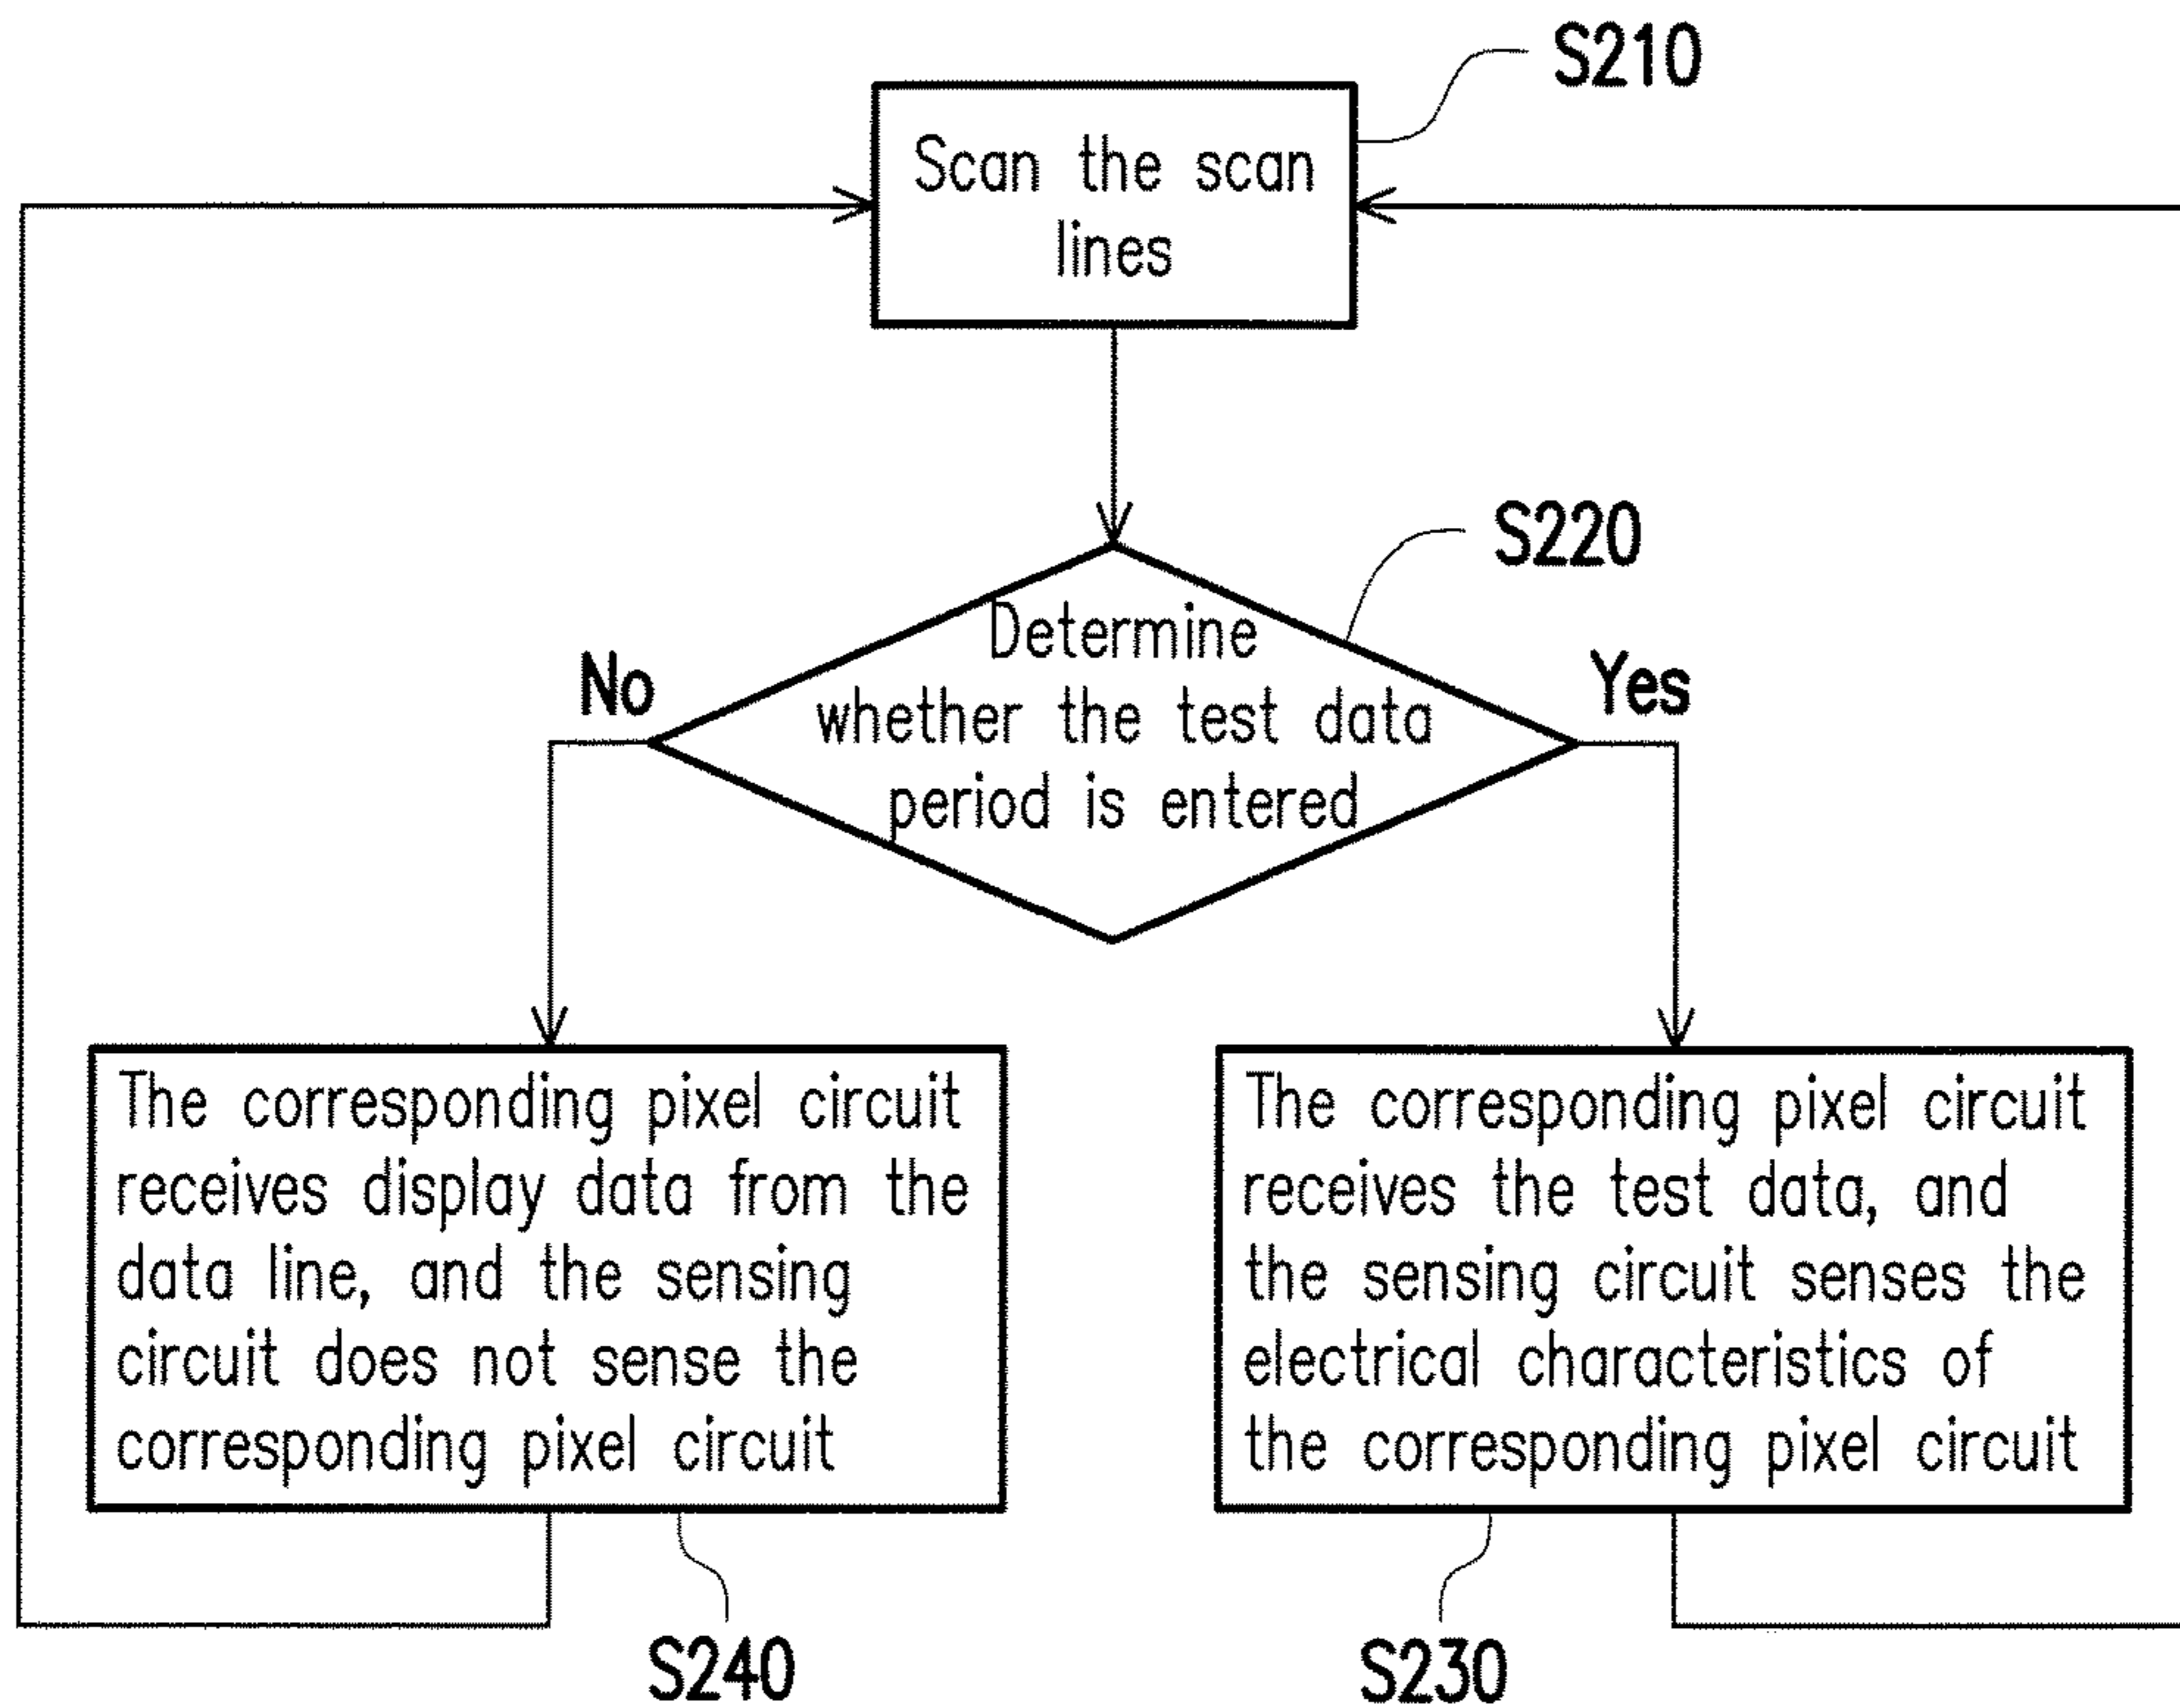 S210
Scan the scan
lines
S220
Determine
whether the test data
period is entered
No
Yes
The corresponding pixel circuit
receives display data from the
data line, and the sensing
circuit does not sense the
corresponding pixel circuit
S240
The corresponding pixel circuit
receives the test data, and
the sensing circuit senses the
electrical characteristics of
the corresponding pixel circuit
S230